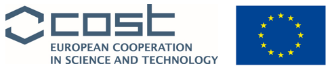 cost
EUROPEAN COOPERATION
IN SCIENCE AND TECHNOLOGY